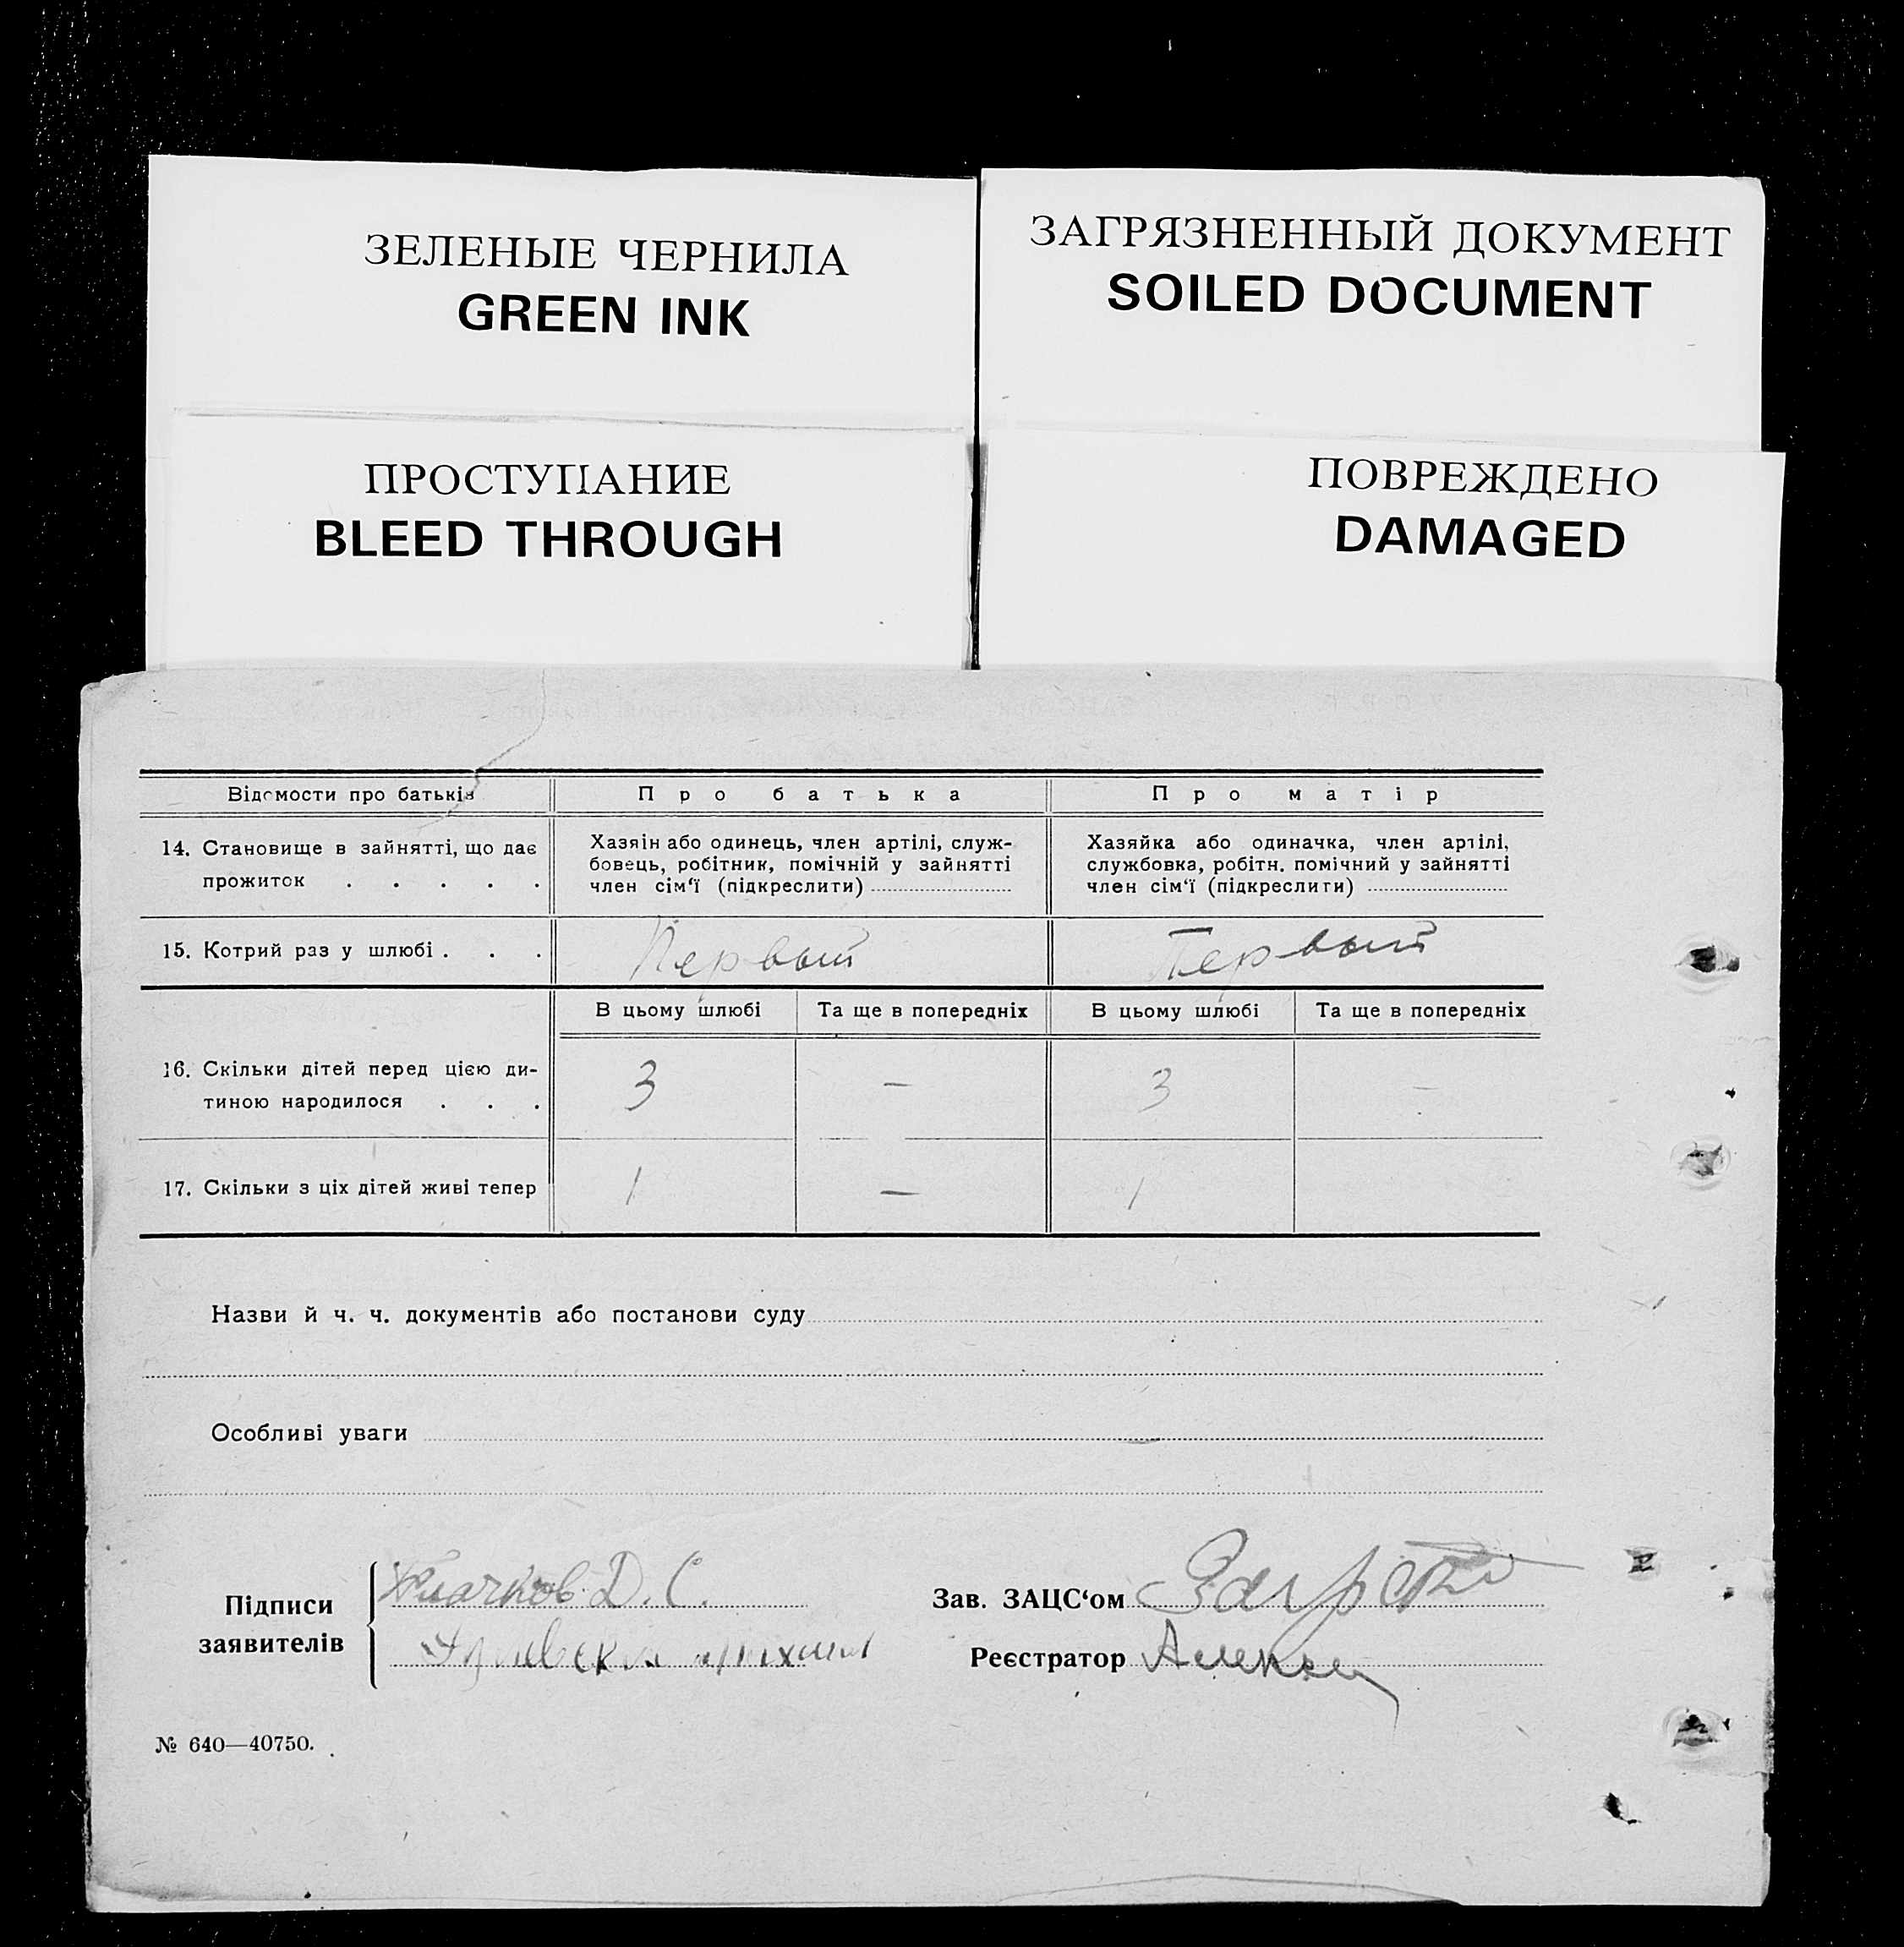 ЗЕЛЕНЫЕ ЧЕРНИЛА
GREEN INK
ЗАГРЯЗНЕННЫЙ ДОКУМЕНТ
SOILED DOCUMENT
ПРОСТУПАНИЕ
BLEED THROUGH
ПОВРЕЖДЕНО
DAMAGED
Відомости про батьків Про батька Про матір
14. Становище в зайнятті, що дає
прожиток . . . . .
Хазяїн або одинець, член артілі, служ-
бовець, робітник, помічній у зайнятті
член сім‘ї (підкреслити)
Хазяйка або одиначка, член артілі,
службовка, робітн. помічний у зайнятті
член сім‘ї (підкреслити)
15. Котрий раз у шлюбі . . . Первый Первый
В цьому шлюбі Та ще в попередніх В цьому шлюбі Та ще в попередніх
16. Скільки дітей перед цією ди-
тиною народилося . . . 3 — 3 —
17. Скільки з ціх дітей живі тепер 1 — 1
Назви й ч. ч. документів або постанови суду
Особливі уваги
Підписи
заявителів
Д. С.
Зав. ЗАЦС‘ом
Реєстратор
№ 640—40750.